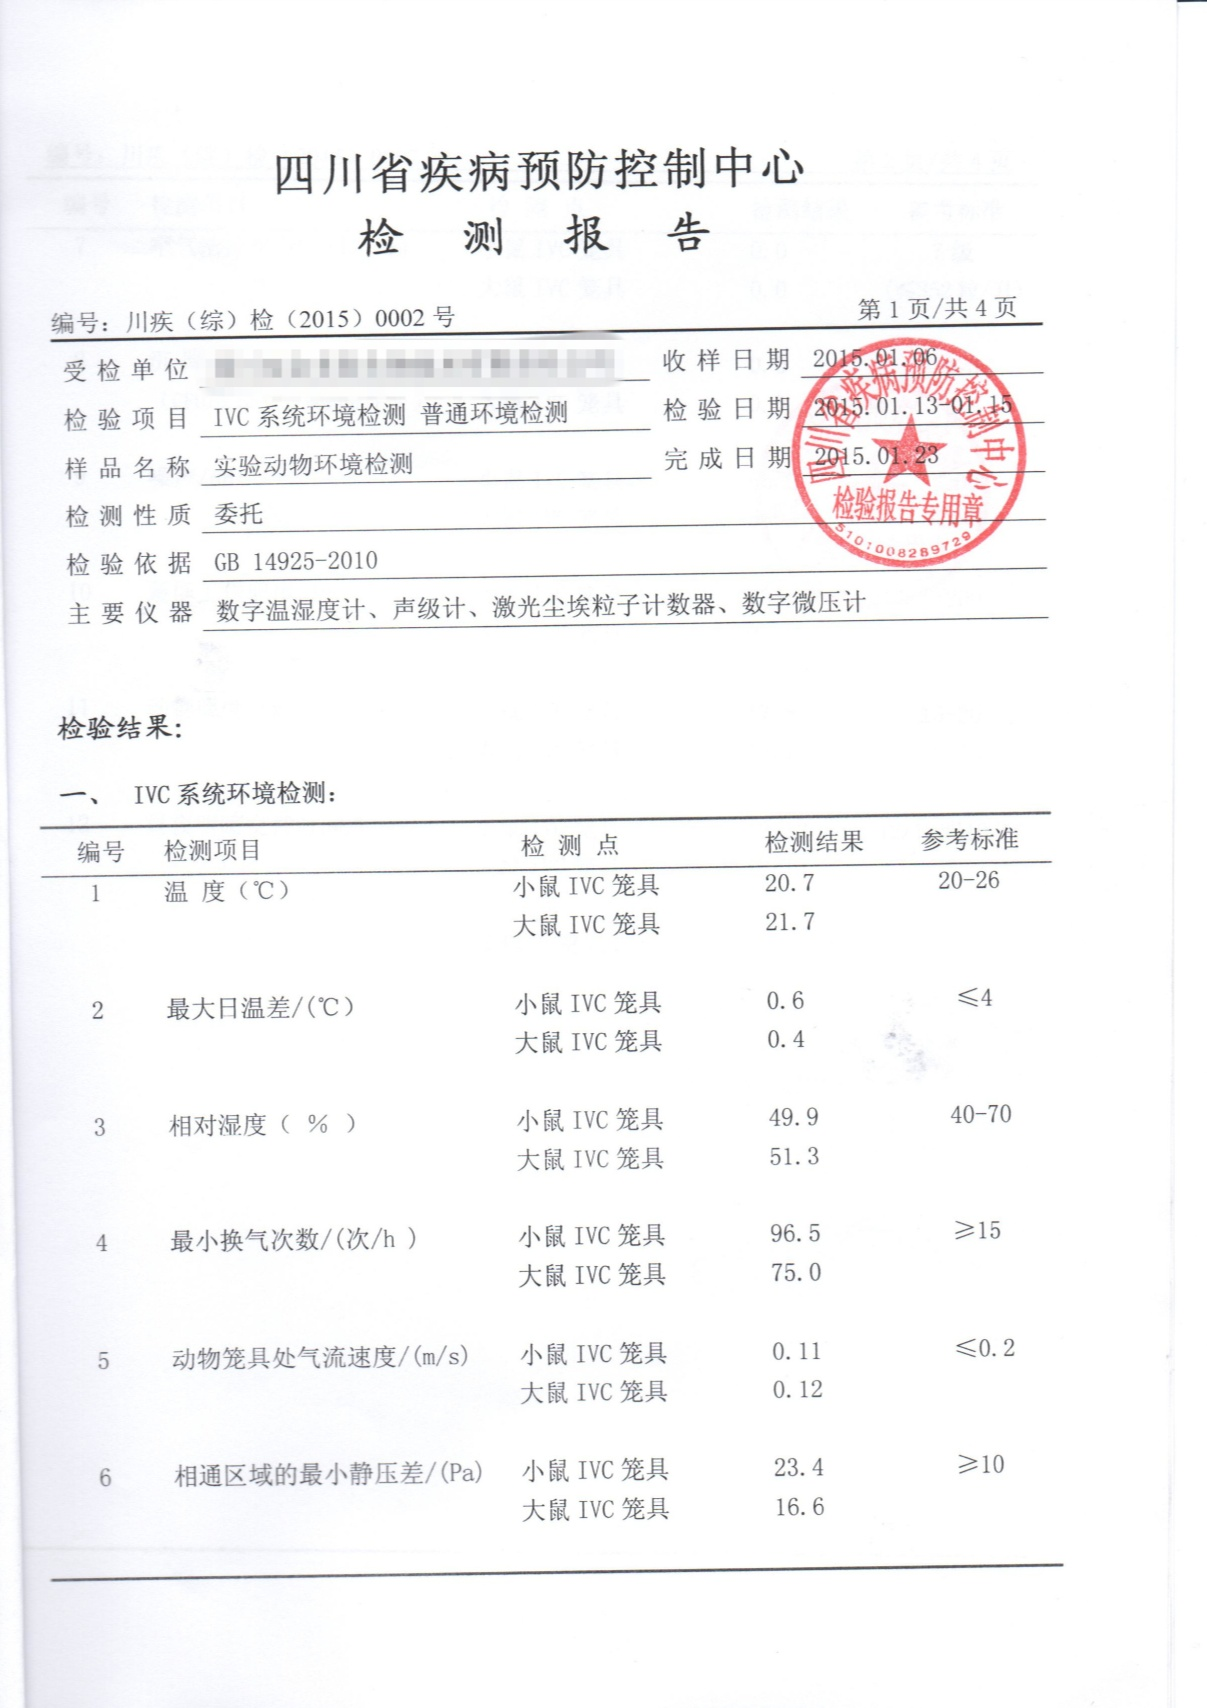 四川省疾病预防控制中心
检 测 报 告
编号：川疾（综）检（2015）0002 号 第 1 页/共 4 页
受检单位 收样日期 2015.01.06
检验项目 IVC 系统环境检测 普通环境检测 检验日期 2015.01.13-01.15
样品名称 实验动物环境检测 完成日期 2015.01.23
检测性质 委托
检验依据 GB 14925-2010
主要仪器 数字温湿度计、声级计、激光尘埃粒子计数器、数字微压计
四川省疾病预防控制中心
检验报告专用章
5101008289729
检验结果：
一、 IVC 系统环境检测：
编号 检测项目 检 测 点 检测结果 参考标准
1 温 度（℃） 小鼠 IVC 笼具 20.7 20-26
大鼠 IVC 笼具 21.7
2 最大日温差/(℃) 小鼠 IVC 笼具 0.6 ≤4
大鼠 IVC 笼具 0.4
3 相对湿度（ % ） 小鼠 IVC 笼具 49.9 40-70
大鼠 IVC 笼具 51.3
4 最小换气次数/(次/h ) 小鼠 IVC 笼具 96.5 ≥15
大鼠 IVC 笼具 75.0
5 动物笼具处气流速度/(m/s) 小鼠 IVC 笼具 0.11 ≤0.2
大鼠 IVC 笼具 0.12
6 相通区域的最小静压差/(Pa) 小鼠 IVC 笼具 23.4 ≥10
大鼠 IVC 笼具 16.6